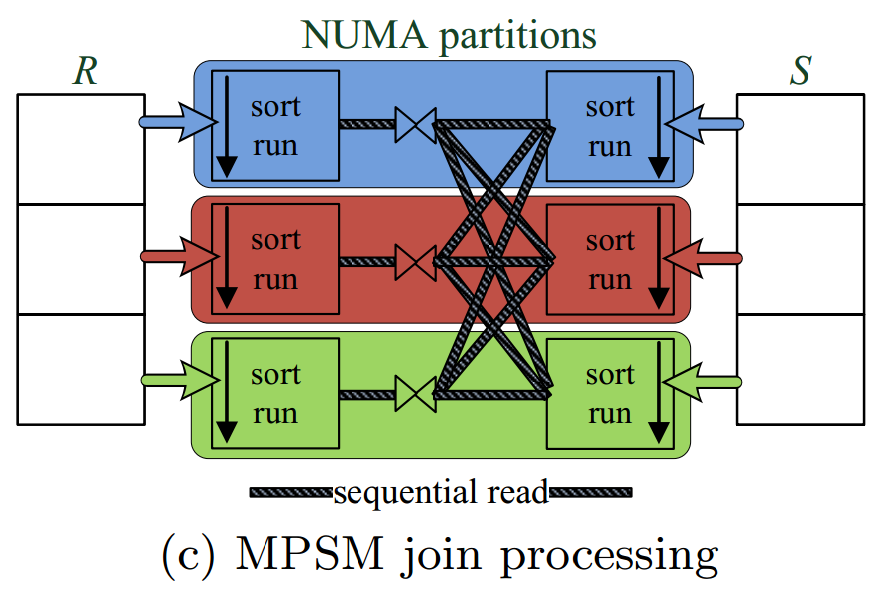 NUMA partitions
R
S
sort
run
sort
run
sort
run
sort
run
sort
run
sort
run
sequential read
(c) MPSM join processing